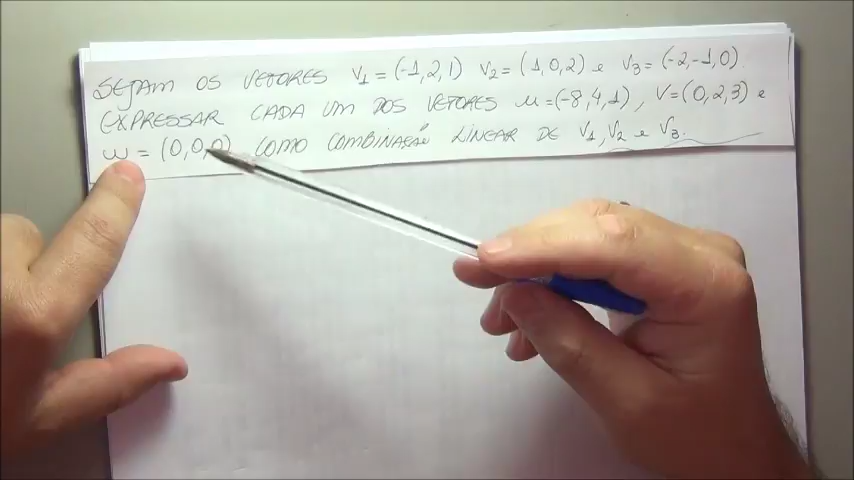 SEJAM OS VETORES V₁ = (-1,2,1) V₂ = (1,0,2) e V₃ = (-2,-1,0).
EXPRESSAR CADA UM DOS VETORES u = (-8,4,1), V = (0,2,3) e
w = (0,0,0) COMO COMBINAÇÃO LINEAR DE V₁, V₂ e V₃.